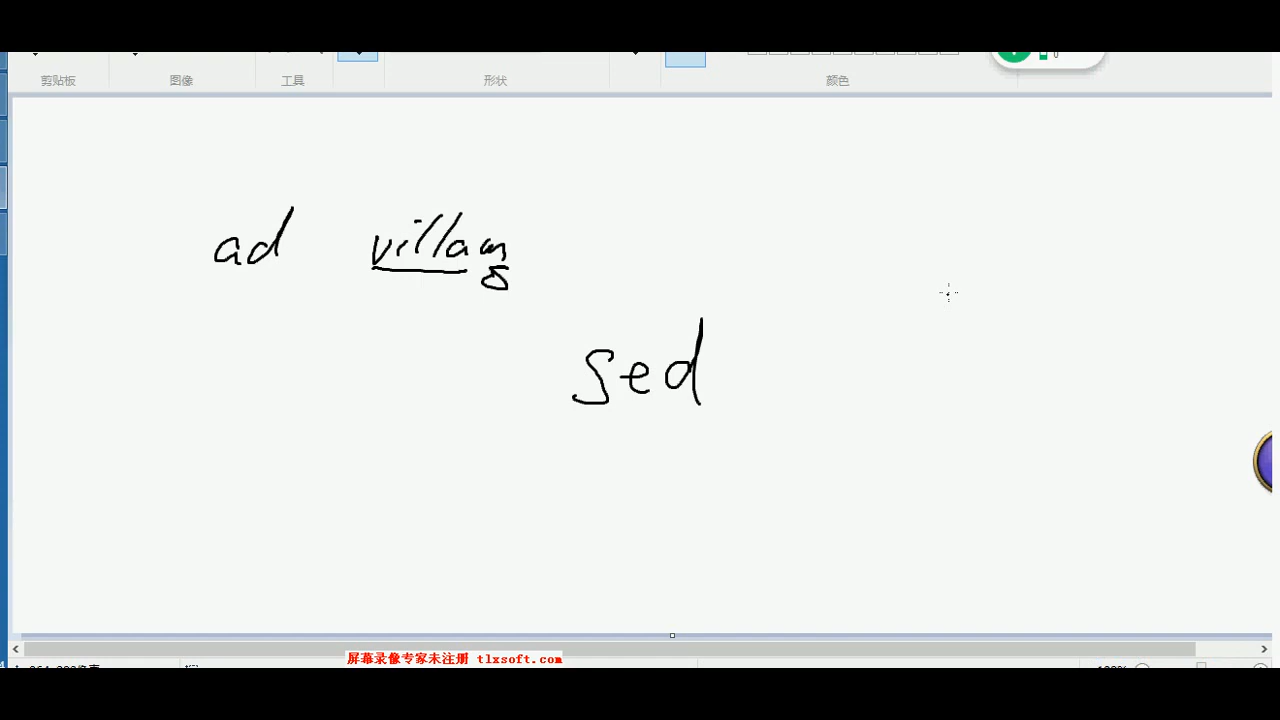 剪贴板 图像 工具 形状 颜色
ad villam
sed
屏幕录像专家未注册 tlxsoft.com